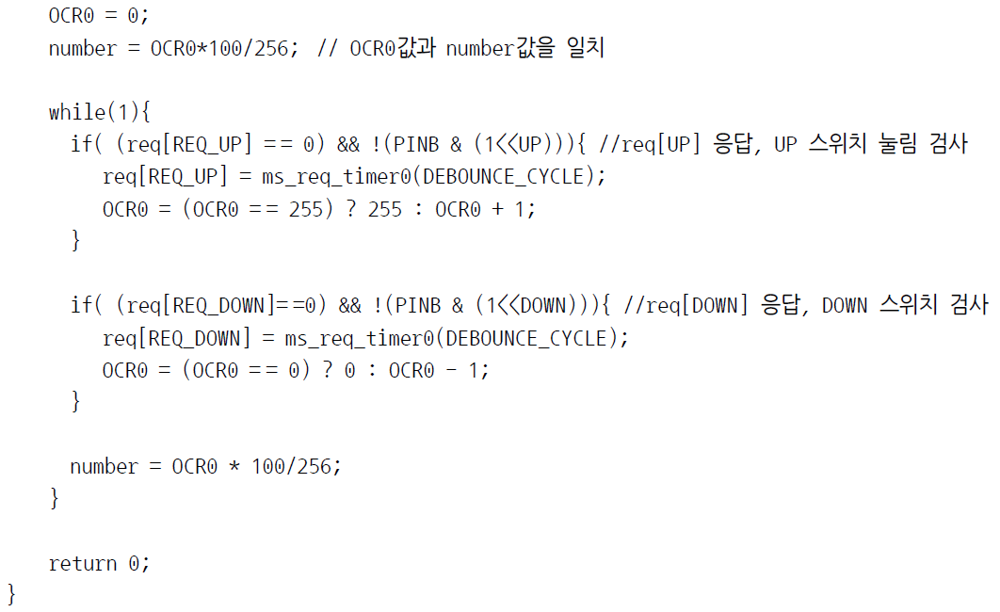 OCR0 = 0;
number = OCR0*100/256; // OCR0값과 number값을 일치
while(1){
if( (req[REQ_UP] == 0) && !(PINB & (1<<UP))){ //req[UP] 응답, UP 스위치 눌림 검사
req[REQ_UP] = ms_req_timer0(DEBOUNCE_CYCLE);
OCR0 = (OCR0 == 255) ? 255 : OCR0 + 1;
}
if( (req[REQ_DOWN]==0) && !(PINB & (1<<DOWN))){ //req[DOWN] 응답, DOWN 스위치 검사
req[REQ_DOWN] = ms_req_timer0(DEBOUNCE_CYCLE);
OCR0 = (OCR0 == 0) ? 0 : OCR0 - 1;
}
number = OCR0 * 100/256;
}
return 0;
}